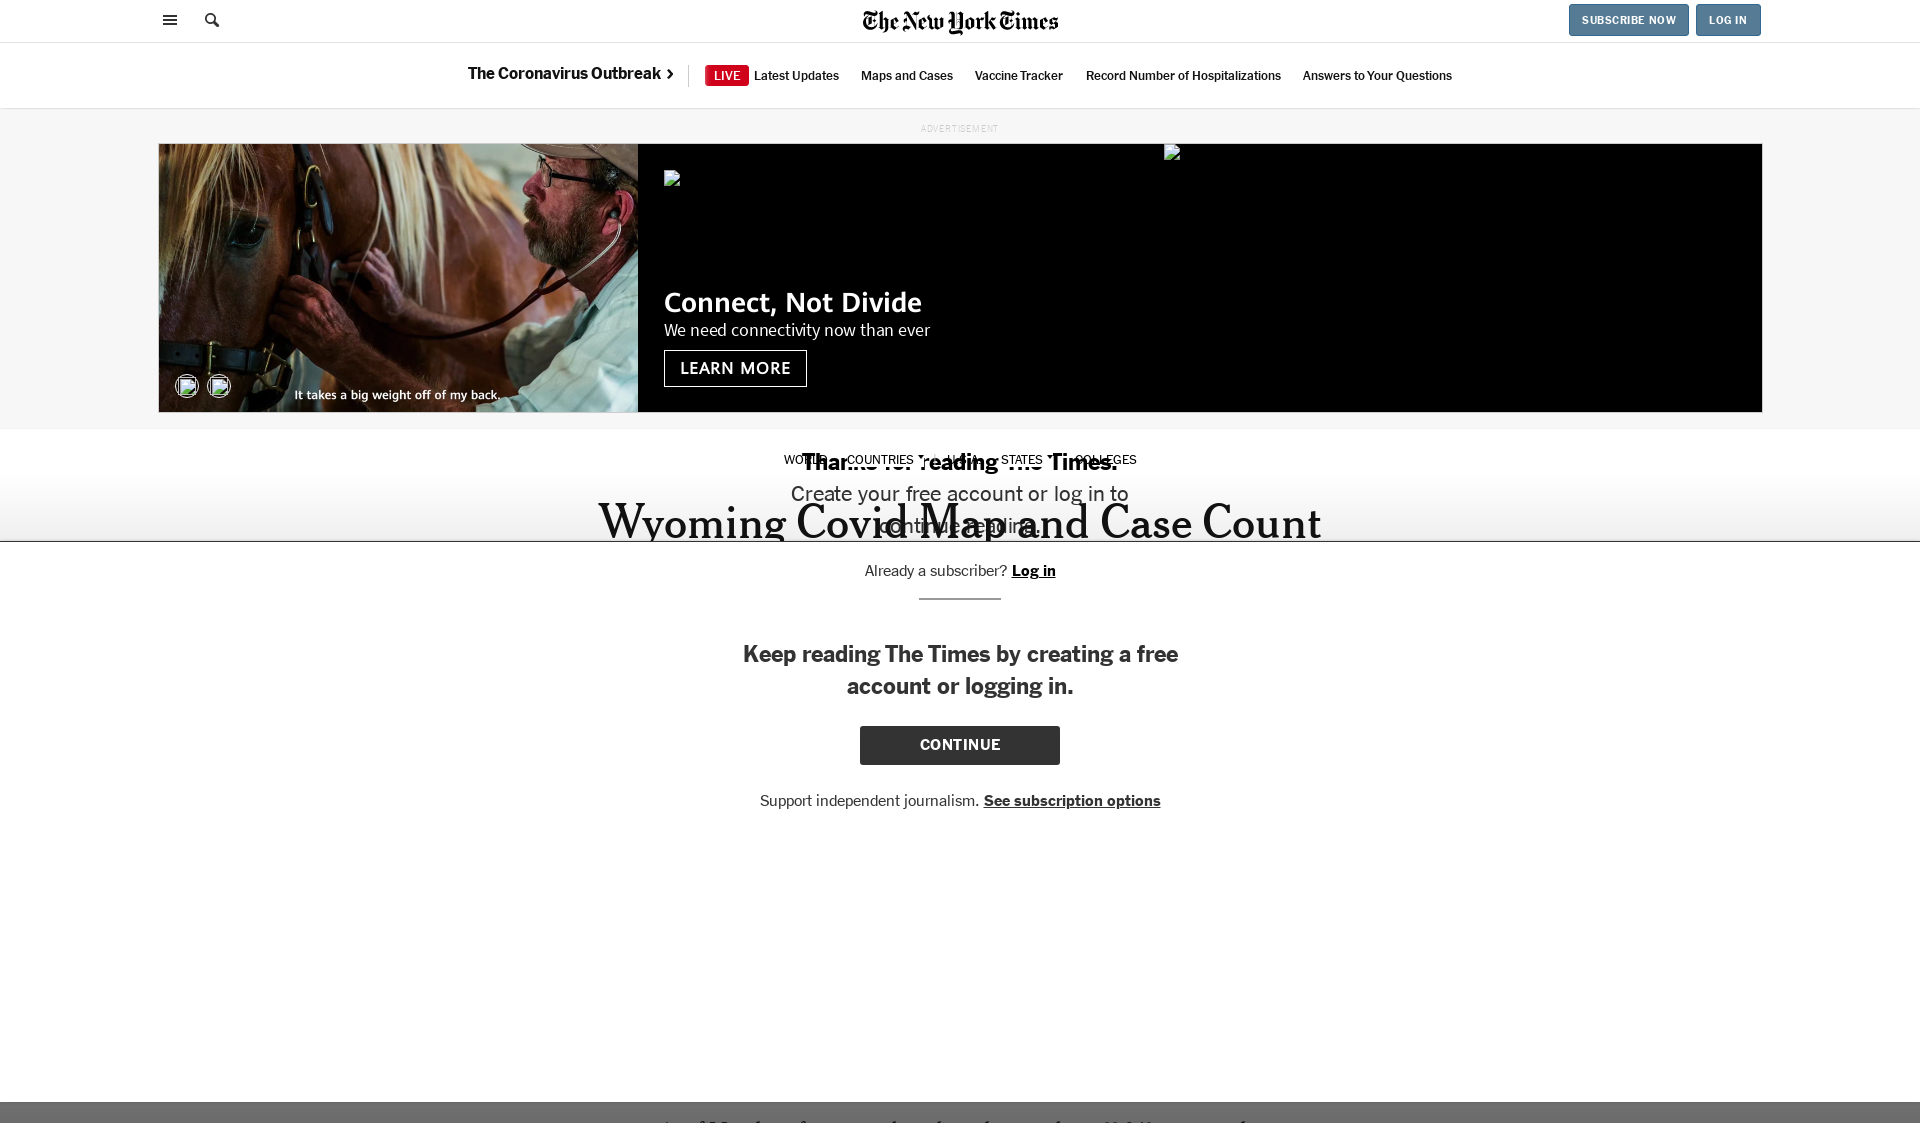 The New York Times
SUBSCRIBE NOW
LOG IN
The Coronavirus Outbreak
LIVE Latest Updates
Maps and Cases
Vaccine Tracker
Record Number of Hospitalizations
Answers to Your Questions
ADVERTISEMENT
Connect, Not Divide
We need connectivity now than ever
LEARN MORE
It takes a big weight off of my back.
WORLD
COUNTRIES
U.S.A.
STATES
COLLEGES
Thanks for reading The Times.
Create your free account or log in to
continue reading.
Wyoming Covid Map and Case Count
Already a subscriber? Log in
Keep reading The Times by creating a free
account or logging in.
CONTINUE
Support independent journalism. See subscription options